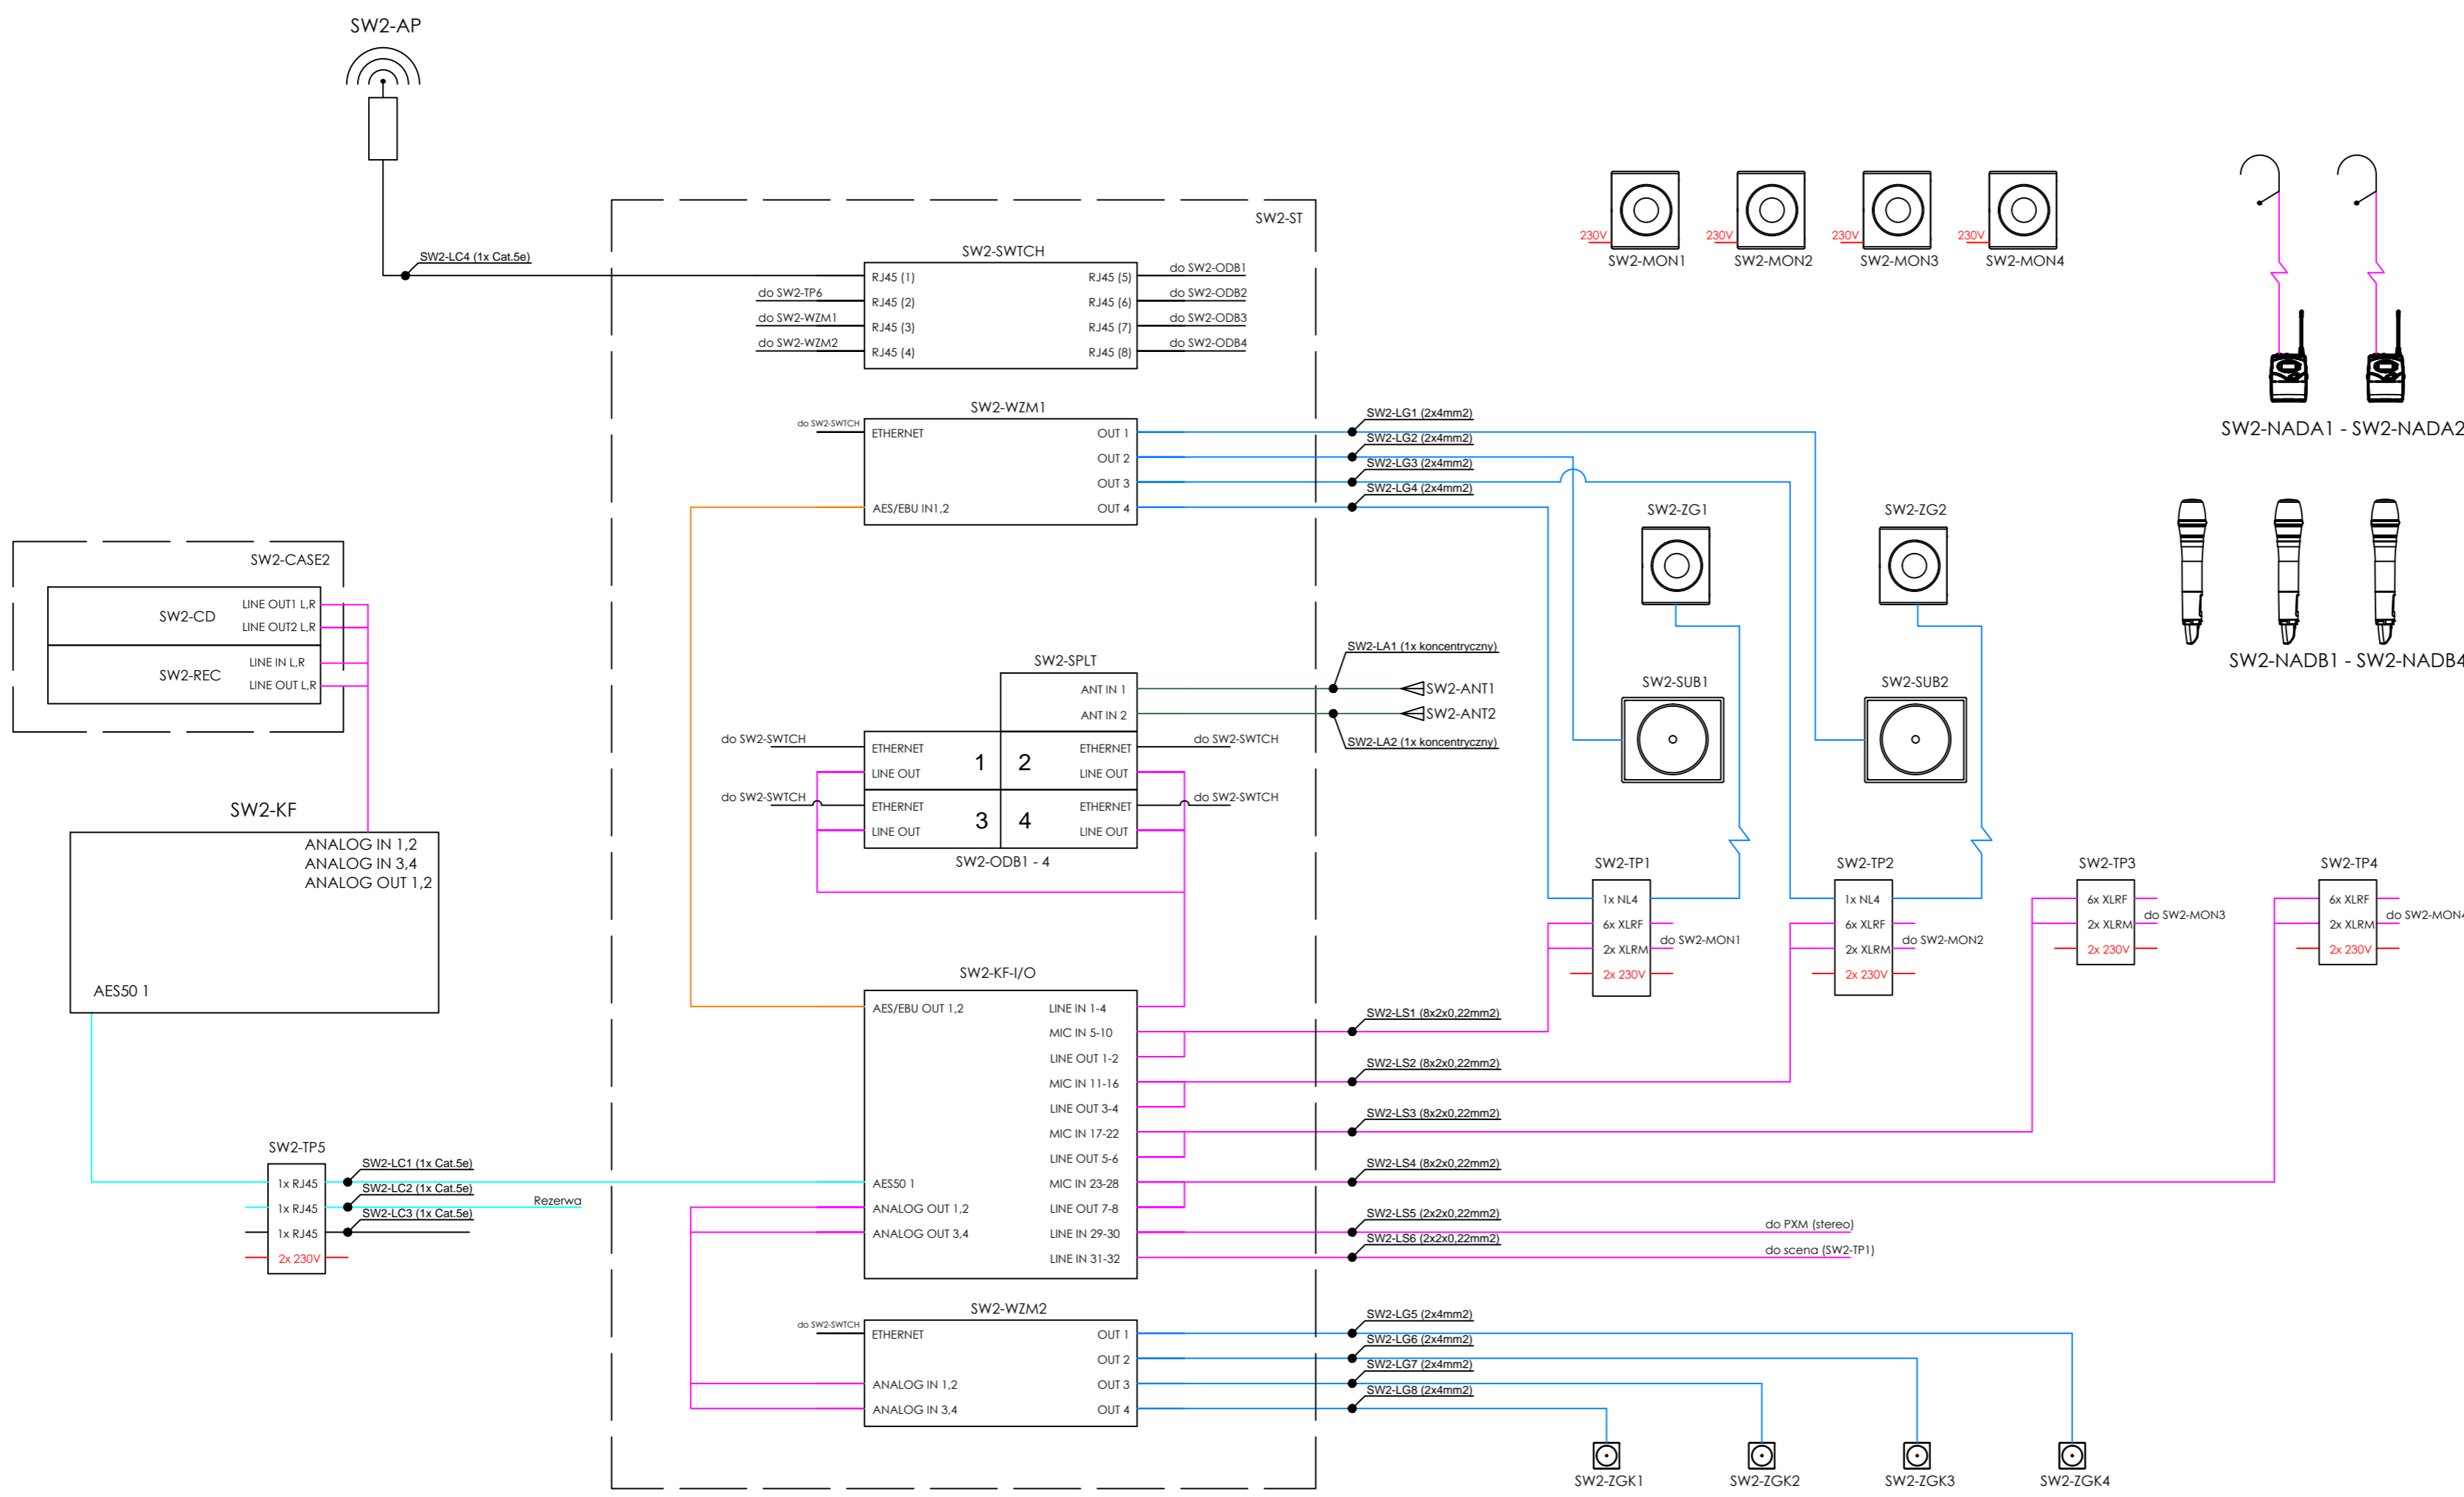 SW2-AP
SW2-LC4 (1x Cat.5e)
SW2-ST
SW2-SWTCH
RJ45 (1)
RJ45 (2)
RJ45 (3)
RJ45 (4)
RJ45 (5)
RJ45 (6)
RJ45 (7)
RJ45 (8)
do SW2-TP6
do SW2-WZM1
do SW2-WZM2
do SW2-ODB1
do SW2-ODB2
do SW2-ODB3
do SW2-ODB4
230V
230V
230V
230V
SW2-MON1
SW2-MON2
SW2-MON3
SW2-MON4
SW2-NADA1 - SW2-NADA2
SW2-WZM1
do SW2-SWTCH
ETHERNET
AES/EBU IN1,2
OUT 1
OUT 2
OUT 3
OUT 4
SW2-LG1 (2x4mm2)
SW2-LG2 (2x4mm2)
SW2-LG3 (2x4mm2)
SW2-LG4 (2x4mm2)
SW2-ZG1
SW2-ZG2
SW2-NADB1 - SW2-NADB4
SW2-CASE2
SW2-CD
LINE OUT1 L,R
LINE OUT2 L,R
SW2-REC
LINE IN L,R
LINE OUT L,R
SW2-SPLT
ANT IN 1
ANT IN 2
SW2-LA1 (1x koncentryczny)
SW2-ANT1
SW2-ANT2
SW2-LA2 (1x koncentryczny)
SW2-SUB1
SW2-SUB2
do SW2-SWTCH
ETHERNET
LINE OUT
1
2
ETHERNET
LINE OUT
do SW2-SWTCH
do SW2-SWTCH
ETHERNET
LINE OUT
3
4
ETHERNET
LINE OUT
do SW2-SWTCH
SW2-ODB1 - 4
SW2-KF
ANALOG IN 1,2
ANALOG IN 3,4
ANALOG OUT 1,2
AES50 1
SW2-TP1
1x NL4
6x XLRF
2x XLRM
2x 230V
do SW2-MON1
SW2-TP2
1x NL4
6x XLRF
2x XLRM
2x 230V
do SW2-MON2
SW2-TP3
6x XLRF
2x XLRM
2x 230V
do SW2-MON3
SW2-TP4
6x XLRF
2x XLRM
2x 230V
do SW2-MON4
SW2-KF-I/O
AES/EBU OUT 1,2
AES50 1
ANALOG OUT 1,2
ANALOG OUT 3,4
LINE IN 1-4
MIC IN 5-10
LINE OUT 1-2
MIC IN 11-16
LINE OUT 3-4
MIC IN 17-22
LINE OUT 5-6
MIC IN 23-28
LINE OUT 7-8
LINE IN 29-30
LINE IN 31-32
SW2-LS1 (8x2x0,22mm2)
SW2-LS2 (8x2x0,22mm2)
SW2-LS3 (8x2x0,22mm2)
SW2-LS4 (8x2x0,22mm2)
SW2-LS5 (2x2x0,22mm2)
SW2-LS6 (2x2x0,22mm2)
do PXM (stereo)
do scena (SW2-TP1)
SW2-TP5
1x RJ45
1x RJ45
1x RJ45
2x 230V
SW2-LC1 (1x Cat.5e)
SW2-LC2 (1x Cat.5e)
SW2-LC3 (1x Cat.5e)
Rezerwa
SW2-WZM2
do SW2-SWTCH
ETHERNET
ANALOG IN 1,2
ANALOG IN 3,4
OUT 1
OUT 2
OUT 3
OUT 4
SW2-LG5 (2x4mm2)
SW2-LG6 (2x4mm2)
SW2-LG7 (2x4mm2)
SW2-LG8 (2x4mm2)
SW2-ZGK1
SW2-ZGK2
SW2-ZGK3
SW2-ZGK4